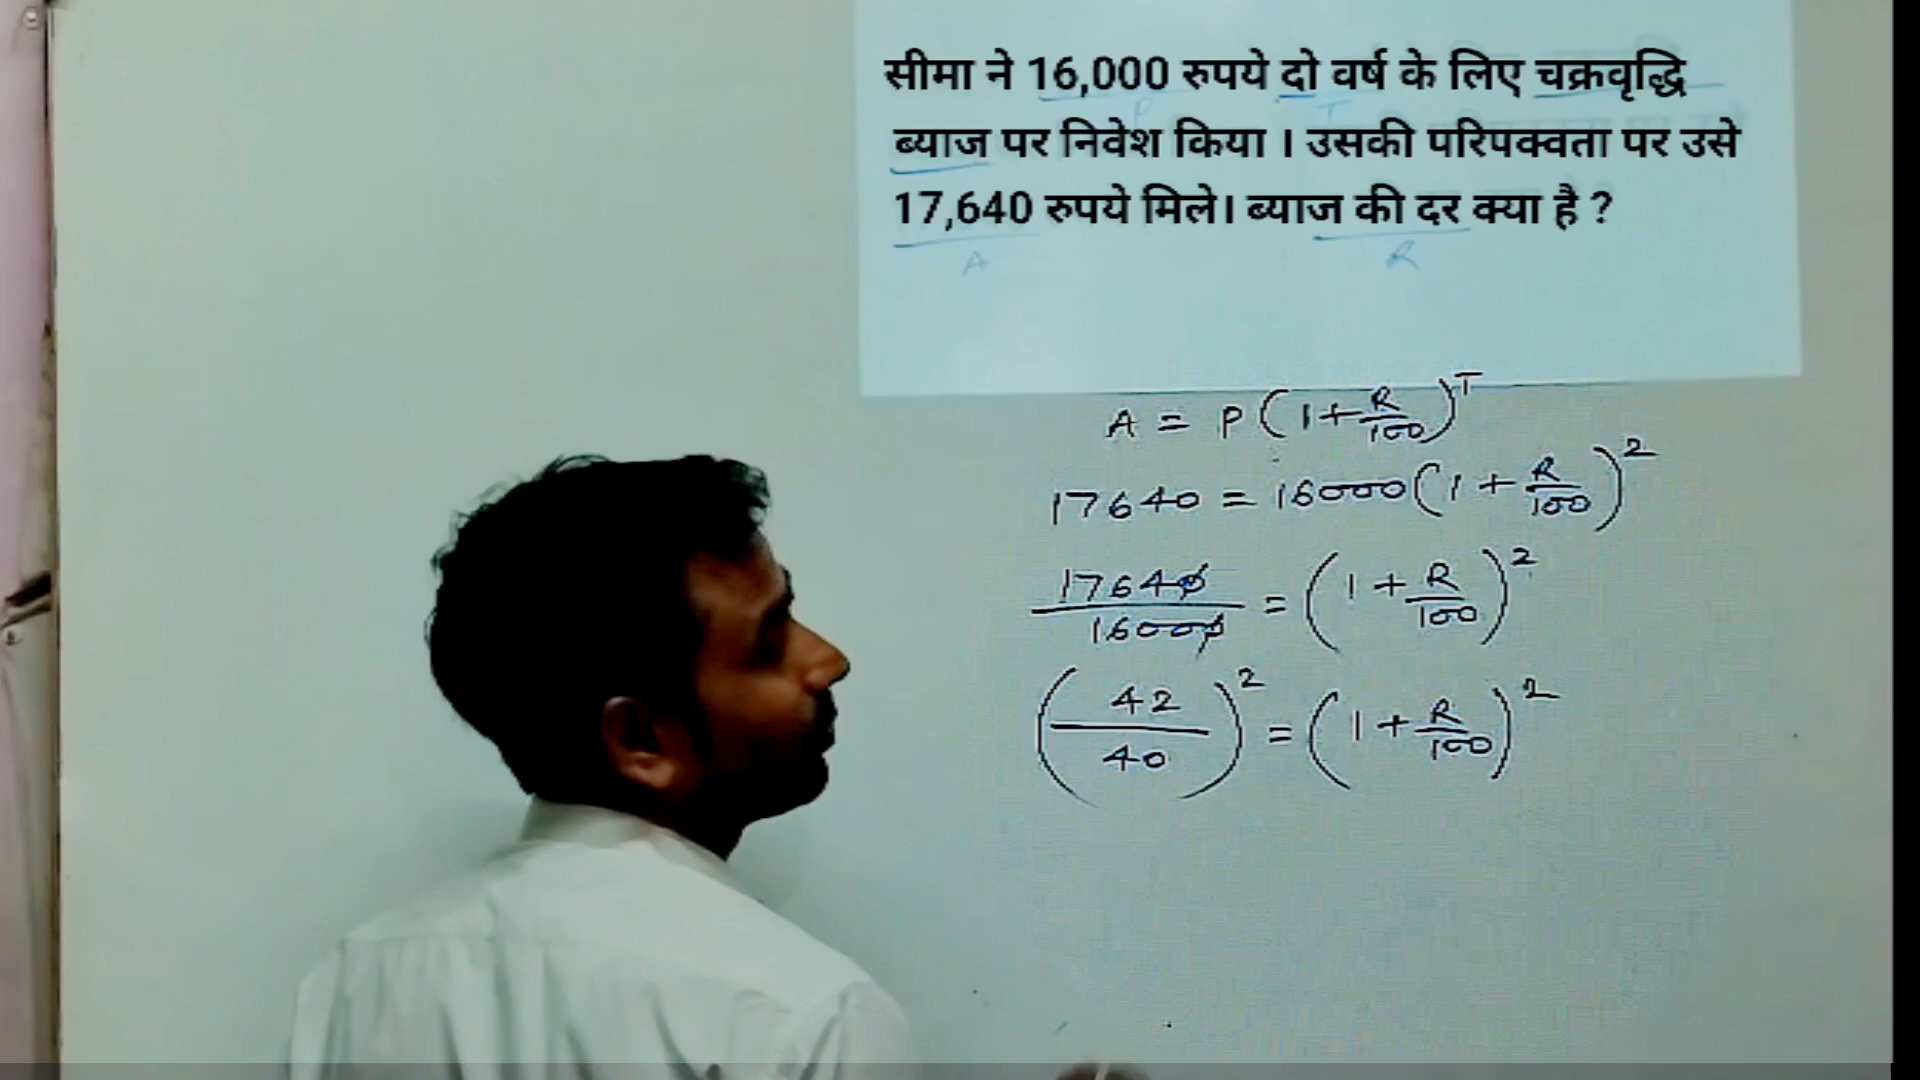 सीमा ने 16,000 रुपये दो वर्ष के लिए चक्रवृद्धि
P T
ब्याज पर निवेश किया । उसकी परिपक्वता पर उसे
17,640 रुपये मिले। ब्याज की दर क्या है ?
A R
A = P(1+R/100)^T
17640 = 16000(1+R/100)^2
17640/16000 = (1+R/100)^2
(42/40)^2 = (1+R/100)^2